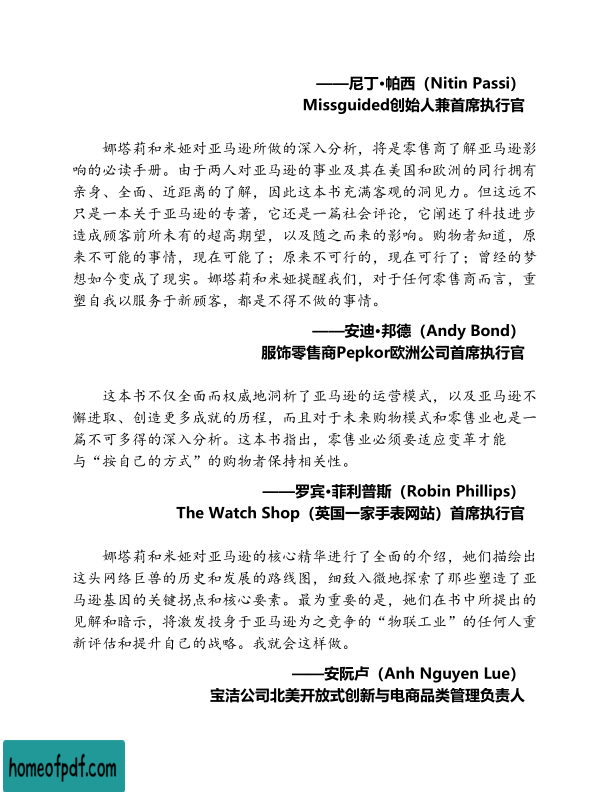 ——尼丁•帕西（Nitin Passi）
Missguided创始人兼首席执行官
娜塔莉和米娅对亚马逊所做的深入分析，将是零售商了解亚马逊影
响的必读手册。由于两人对亚马逊的事业及其在美国和欧洲的同行拥有
亲身、全面、近距离的了解，因此这本书充满客观的洞见力。但这远不
只是一本关于亚马逊的专著，它还是一篇社会评论，它阐述了科技进步
造成顾客前所未有的超高期望，以及随之而来的影响。购物者知道，原
来不可能的事情，现在可能了；原来不可行的，现在可行了；曾经的梦
想如今变成了现实。娜塔莉和米娅提醒我们，对于任何零售商而言，重
塑自我以服务于新顾客，都是不得不做的事情。
——安迪•邦德（Andy Bond）
服饰零售商Pepkor欧洲公司首席执行官
这本书不仅全面而权威地洞析了亚马逊的运营模式，以及亚马逊不
懈进取、创造更多成就的历程，而且对于未来购物模式和零售业也是一
篇不可多得的深入分析。这本书指出，零售业必须要适应变革才能
与“按自己的方式”的购物者保持相关性。
——罗宾•菲利普斯（Robin Phillips）
The Watch Shop（英国一家手表网站）首席执行官
娜塔莉和米娅对亚马逊的核心精华进行了全面的介绍，她们描绘出
这头网络巨兽的历史和发展的路线图，细致入微地探索了那些塑造了亚
马逊基因的关键拐点和核心要素。最为重要的是，她们在书中所提出的
见解和暗示，将激发投身于亚马逊为之竞争的“物联工业”的任何人重
新评估和提升自己的战略。我就会这样做。
——安阮卢（Anh Nguyen Lue）
宝洁公司北美开放式创新与电商品类管理负责人
homeofpdf.com